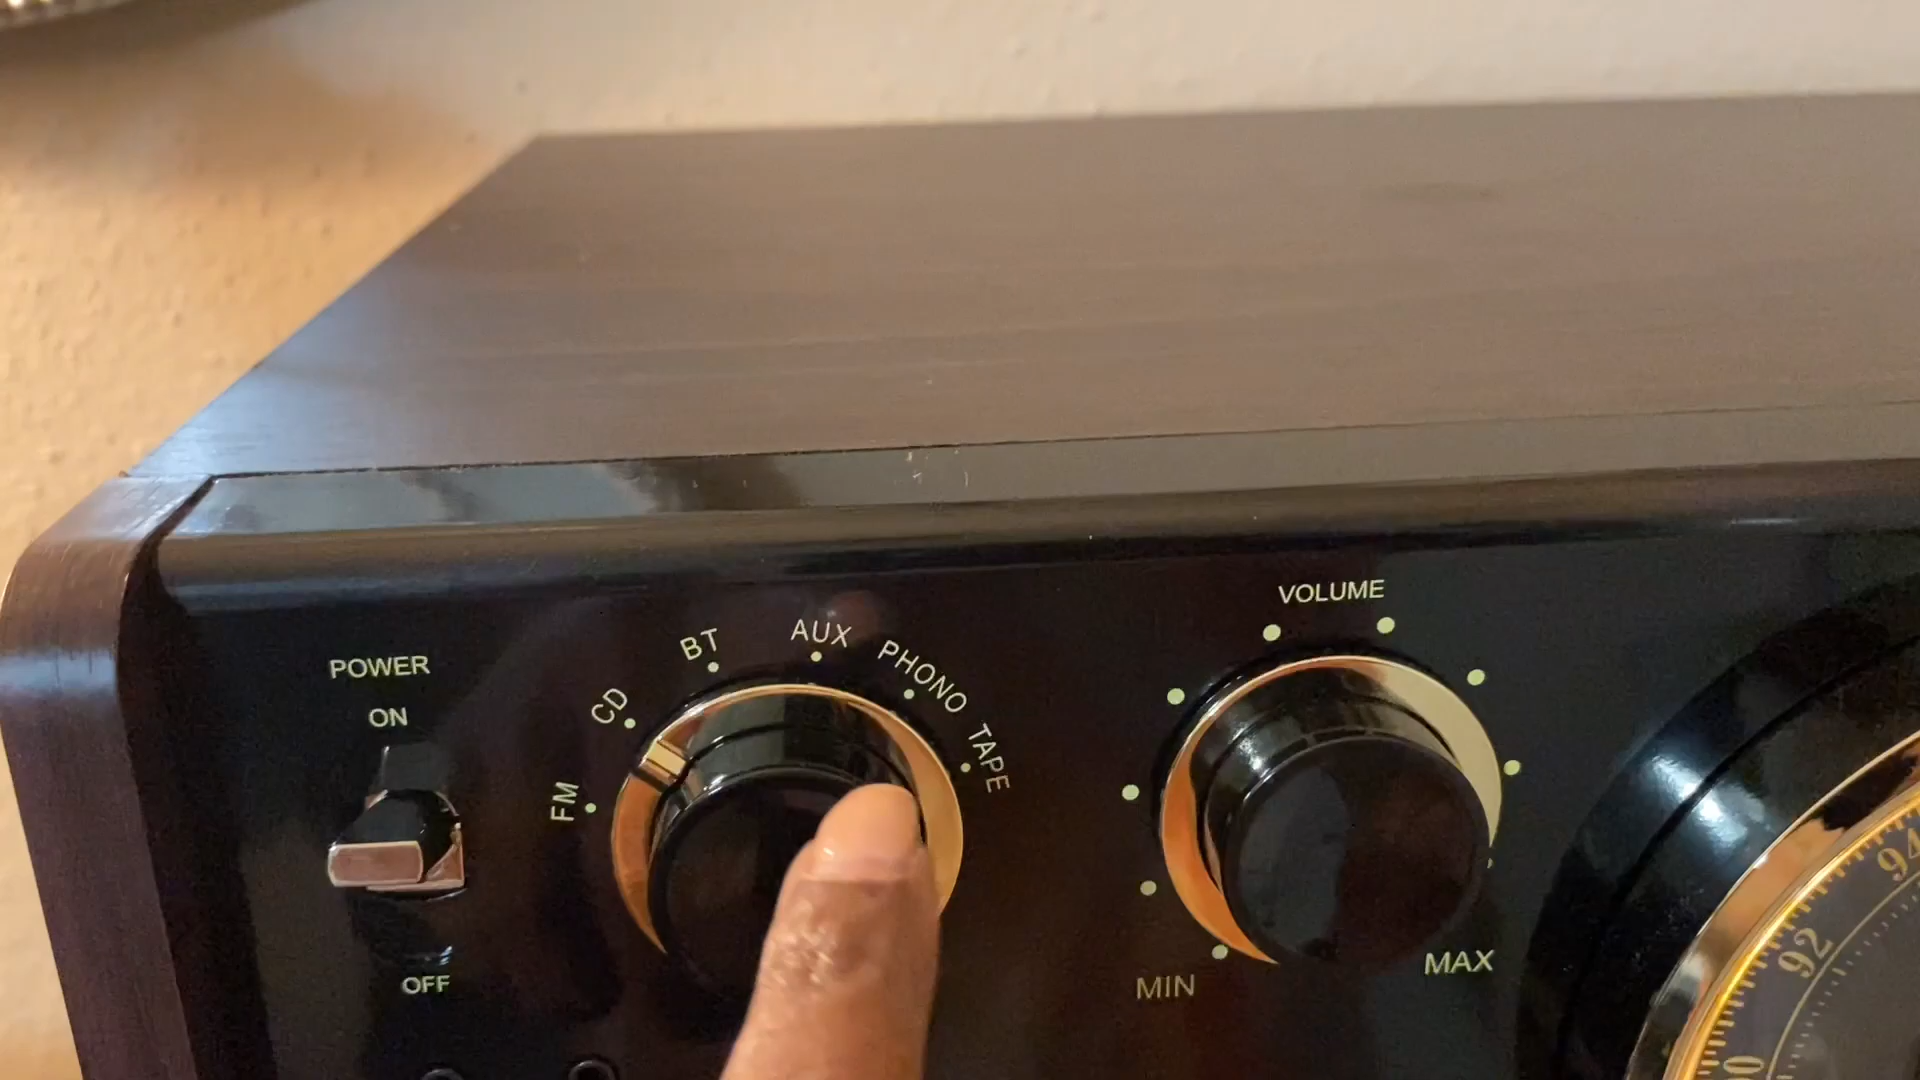 POWER
ON
OFF
FM
CD
BT
AUX
PHONO
TAPE
VOLUME
MIN
MAX
92
94